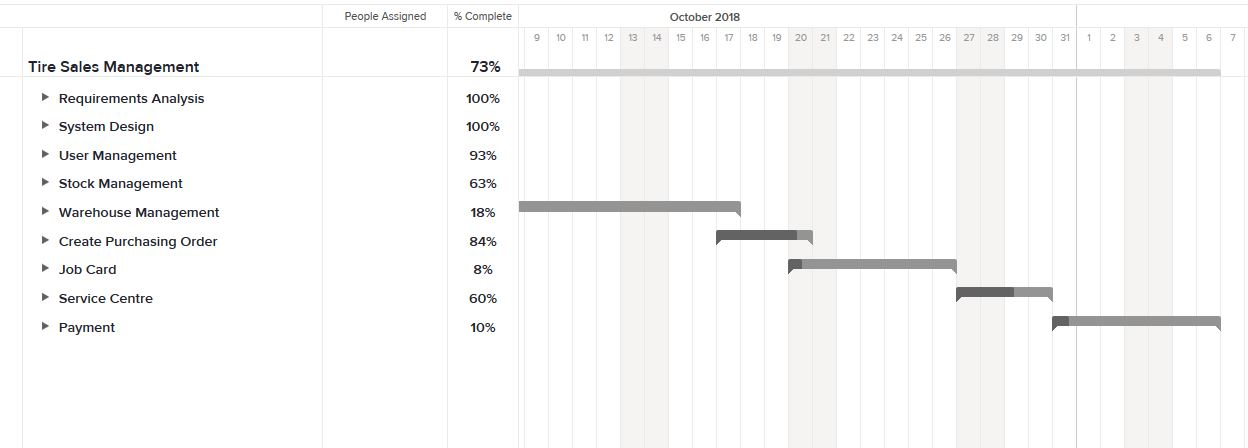 People Assigned % Complete October 2018
9 10 11 12 13 14 15 16 17 18 19 20 21 22 23 24 25 26 27 28 29 30 31 1 2 3 4 5 6 7
Tire Sales Management 73%
Requirements Analysis 100%
System Design 100%
User Management 93%
Stock Management 63%
Warehouse Management 18%
Create Purchasing Order 84%
Job Card 8%
Service Centre 60%
Payment 10%